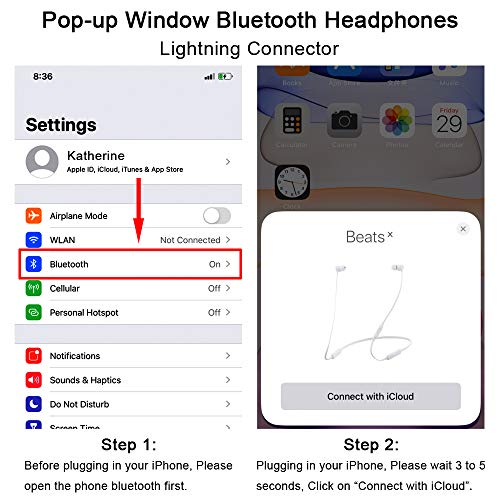 Pop-up Window Bluetooth Headphones
Lightning Connector
8:36
Settings
Katherine
Apple ID, iCloud, iTunes & App Store
Airplane Mode
WLAN Not Connected
Bluetooth On
Cellular Off
Personal Hotspot Off
Notifications
Sounds & Haptics
Do Not Disturb
Screen Time
Step 1:
Before plugging in your iPhone, Please
open the phone bluetooth first.
Books App Store Music
Friday
29
Calculator Camera Photos Calendar
Clock
Beats x
Connect with iCloud
Step 2:
Plugging in your iPhone, Please wait 3 to 5
seconds, Click on “Connect with iCloud”.